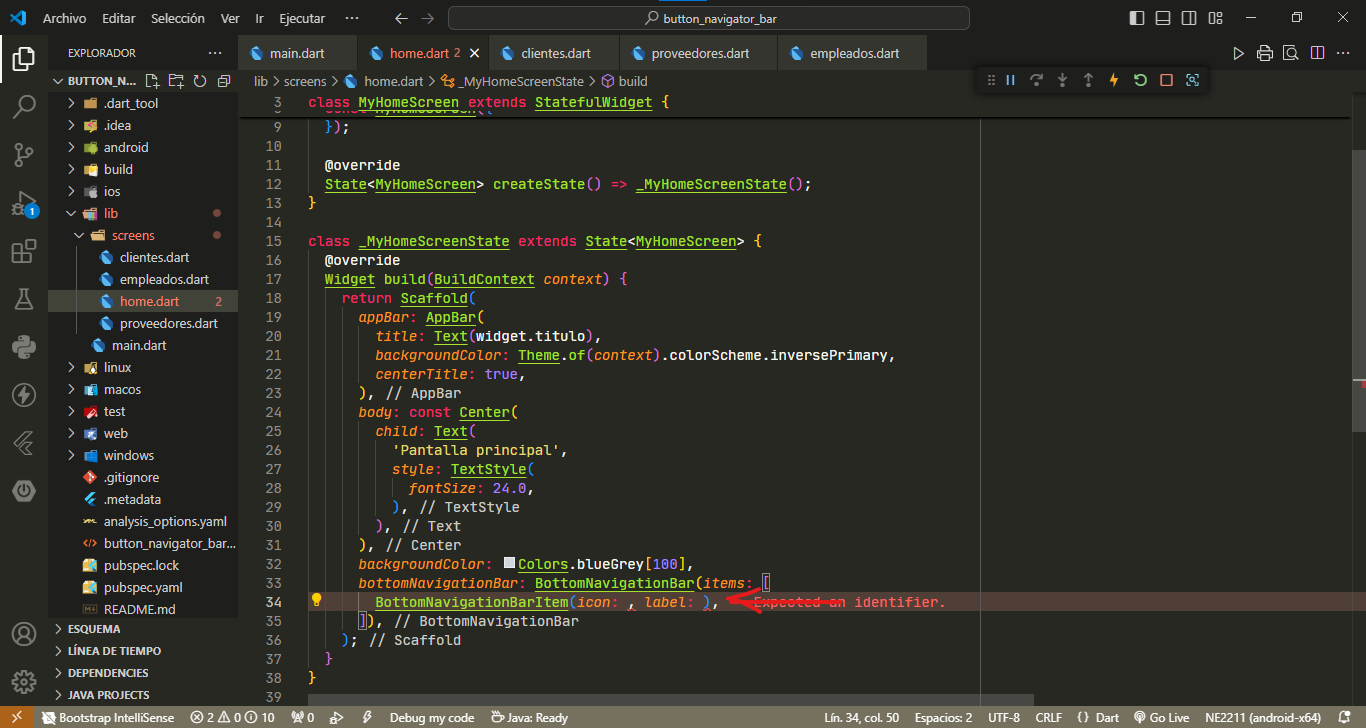 Archivo Editar Selección Ver Ir Ejecutar ··· button_navigator_bar
EXPLORADOR ···
main.dart home.dart 2 clientes.dart proveedores.dart empleados.dart
BUTTON_N...
lib > screens > home.dart > _MyHomeScreenState > build
.dart_tool
.idea
android
build
ios
lib
screens
clientes.dart
empleados.dart
home.dart 2
proveedores.dart
main.dart
linux
macos
test
web
windows
.gitignore
.metadata
analysis_options.yaml
button_navigator_bar...
pubspec.lock
pubspec.yaml
README.md
ESQUEMA
LÍNEA DE TIEMPO
DEPENDENCIES
JAVA PROJECTS
1
3 class MyHomeScreen extends StatefulWidget {
9 });
10
11 @override
12 State<MyHomeScreen> createState() => _MyHomeScreenState();
13 }
14
15 class _MyHomeScreenState extends State<MyHomeScreen> {
16 @override
17 Widget build(BuildContext context) {
18 return Scaffold(
19 appBar: AppBar(
20 title: Text(widget.titulo),
21 backgroundColor: Theme.of(context).colorScheme.inversePrimary,
22 centerTitle: true,
23 ), // AppBar
24 body: const Center(
25 child: Text(
26 'Pantalla principal',
27 style: TextStyle(
28 fontSize: 24.0,
29 ), // TextStyle
30 ), // Text
31 ), // Center
32 backgroundColor: Colors.blueGrey[100],
33 bottomNavigationBar: BottomNavigationBar(items: [
34 BottomNavigationBarItem(icon: , label: ), Expected an identifier.
35 ]), // BottomNavigationBar
36 ); // Scaffold
37 }
38 }
39
Bootstrap IntelliSense 2 0 10 0 Debug my code Java: Ready Lín. 34, col. 50 Espacios: 2 UTF-8 CRLF {} Dart Go Live NE2211 (android-x64)